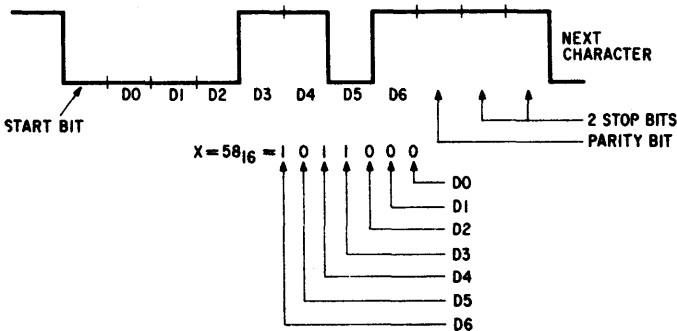 NEXT
CHARACTER
D0 D1 D2 D3 D4 D5 D6
START BIT
2 STOP BITS
PARITY BIT
X = 58₁₆ = 1 0 1 1 0 0 0
D0
D1
D2
D3
D4
D5
D6